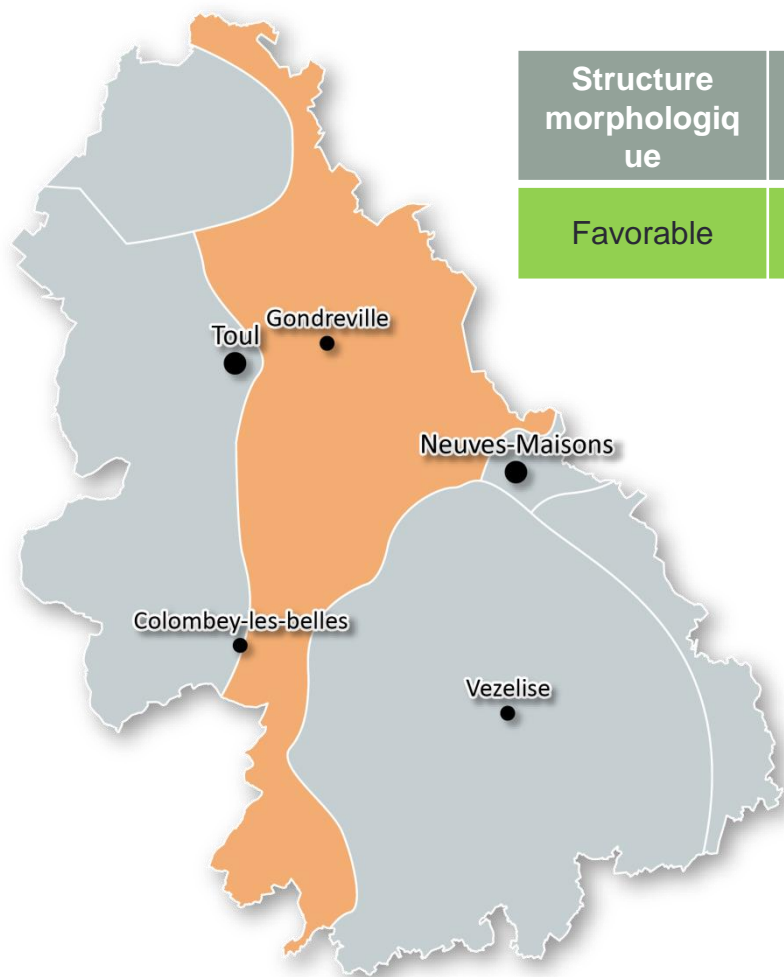 Structure
morphologiq
ue
Favorable
Gondreville
Toul
Neuves-Maisons
Colombey-les-belles
Vezelise